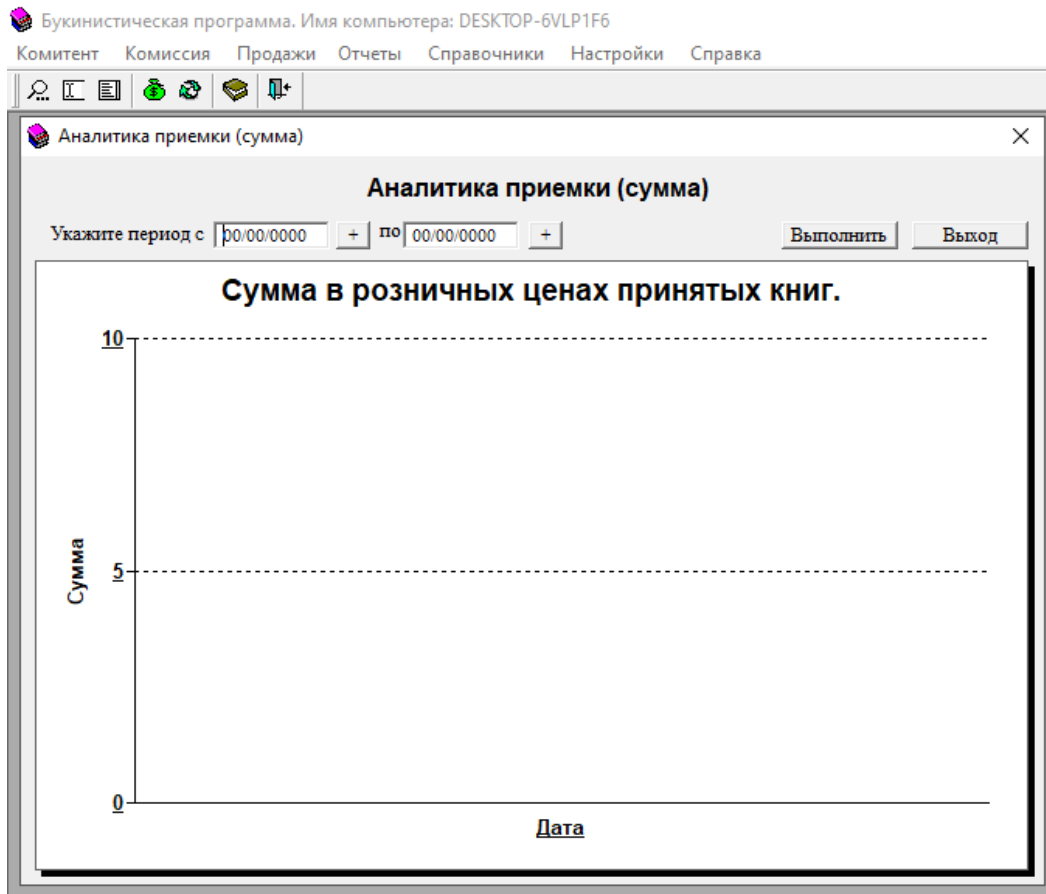 Букинистическая программа. Имя компьютера: DESKTOP-6VLP1F6
Комитент Комиссия Продажи Отчеты Справочники Настройки Справка
Аналитика приемки (сумма)
Аналитика приемки (сумма)
Укажите период с 00/00/0000 + по 00/00/0000 + Выполнить Выход
Сумма в розничных ценах принятых книг.
10
Сумма
5
0
Дата